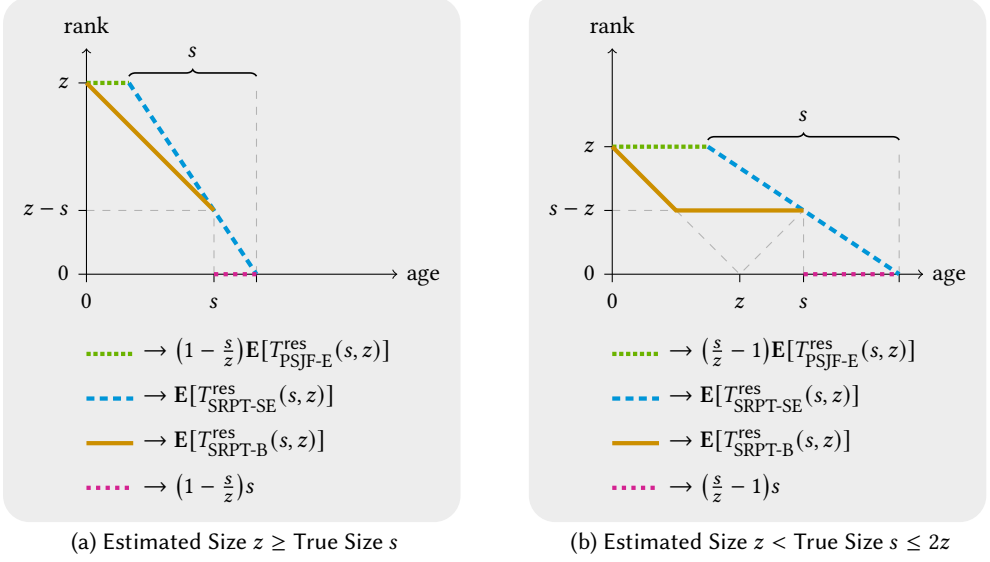 rank
s
z
z − s
0
age
0
s
→ (1 − s/z)E[T^res_PSJF-E(s, z)]
→ E[T^res_SRPT-SE(s, z)]
→ E[T^res_SRPT-B(s, z)]
→ (1 − s/z)s
(a) Estimated Size z ≥ True Size s
rank
s
z
s − z
0
age
0
z
s
→ (s/z − 1)E[T^res_PSJF-E(s, z)]
→ E[T^res_SRPT-SE(s, z)]
→ E[T^res_SRPT-B(s, z)]
→ (s/z − 1)s
(b) Estimated Size z < True Size s ≤ 2z